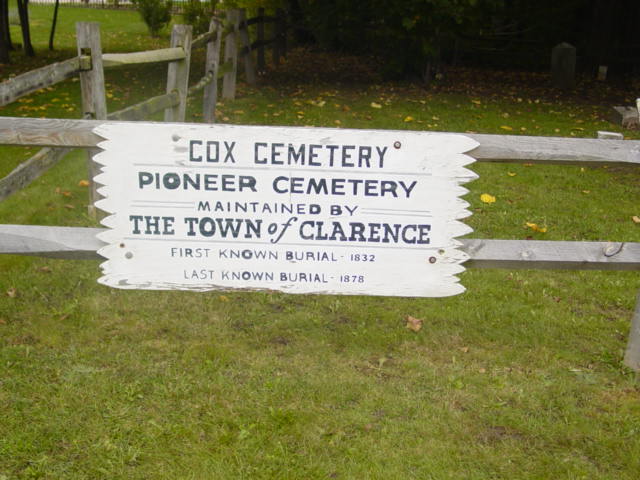 COX CEMETERY
PIONEER CEMETERY
MAINTAINED BY
THE TOWN of CLARENCE
FIRST KNOWN BURIAL - 1832
LAST KNOWN BURIAL - 1878